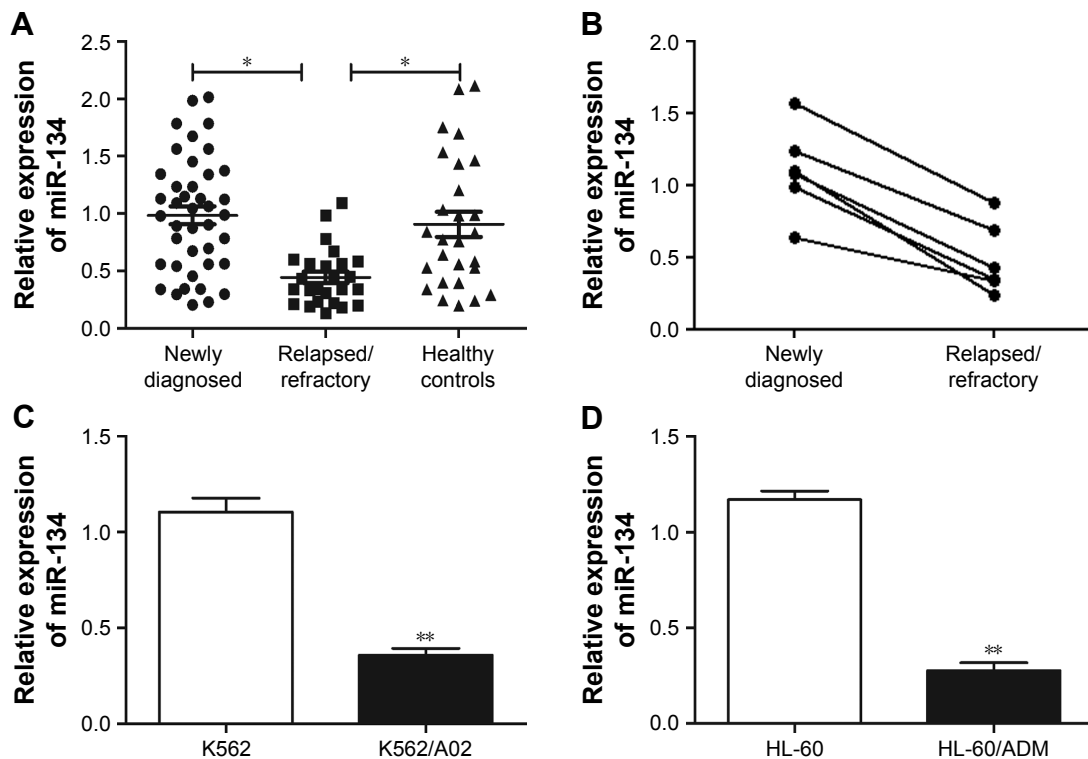 A
Relative expression
of miR-134
2.5
2.0
1.5
1.0
0.5
0.0
*
*
Newly
diagnosed
Relapsed/
refractory
Healthy
controls
B
Relative expression
of miR-134
2.0
1.5
1.0
0.5
0.0
Newly
diagnosed
Relapsed/
refractory
C
Relative expression
of miR-134
1.5
1.0
0.5
0.0
**
K562
K562/A02
D
Relative expression
of miR-134
1.5
1.0
0.5
0.0
**
HL-60
HL-60/ADM